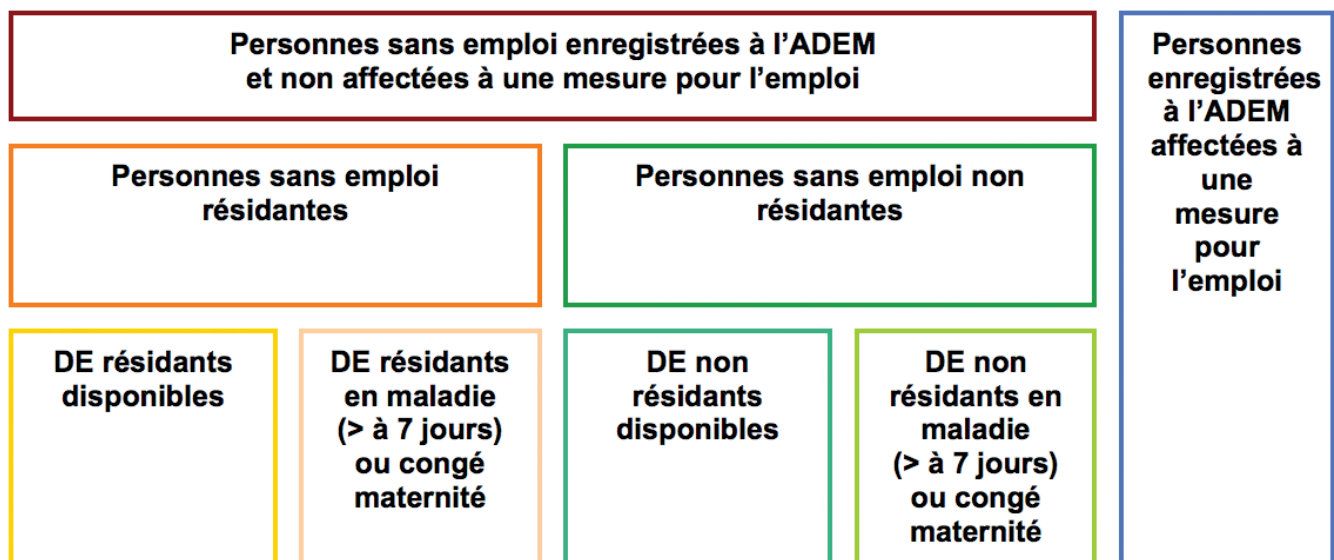 Personnes sans emploi enregistrées à l’ADEM
et non affectées à une mesure pour l’emploi
Personnes
enregistrées
à l’ADEM
affectées à
une
mesure
pour
l’emploi
Personnes sans emploi
résidantes
Personnes sans emploi non
résidantes
DE résidants
disponibles
DE résidants
en maladie
(> à 7 jours)
ou congé
maternité
DE non
résidants
disponibles
DE non
résidants en
maladie
(> à 7 jours)
ou congé
maternité